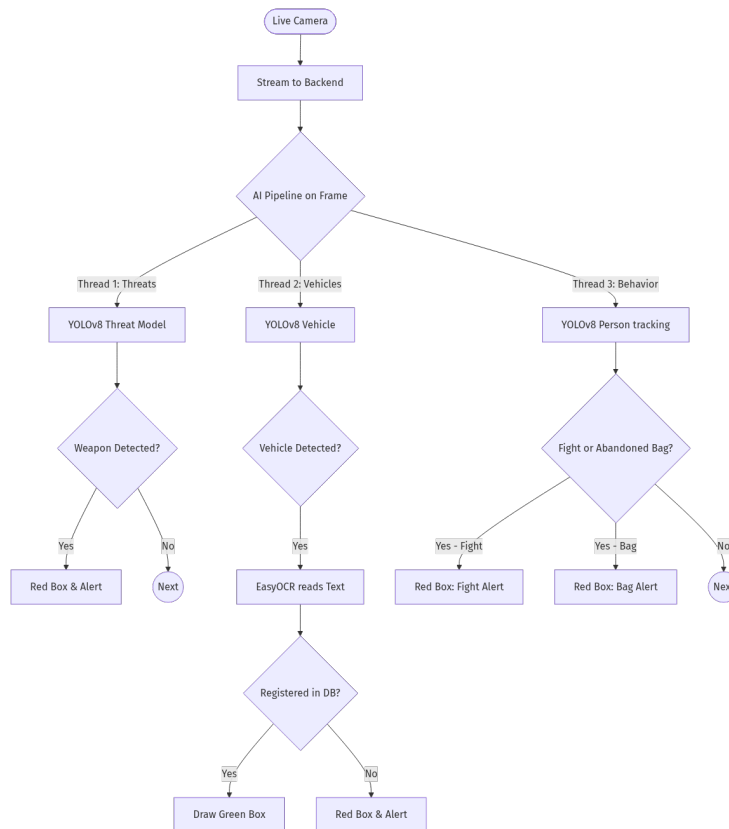 Live Camera
Stream to Backend
AI Pipeline on Frame
Thread 1: Threats
Thread 2: Vehicles
Thread 3: Behavior
YOLOv8 Threat Model
YOLOv8 Vehicle
YOLOv8 Person tracking
Weapon Detected?
Vehicle Detected?
Fight or Abandoned Bag?
Yes
No
Yes
Yes - Fight
Yes - Bag
No
Red Box & Alert
Next
EasyOCR reads Text
Red Box: Fight Alert
Red Box: Bag Alert
Nex
Registered in DB?
Yes
No
Draw Green Box
Red Box & Alert